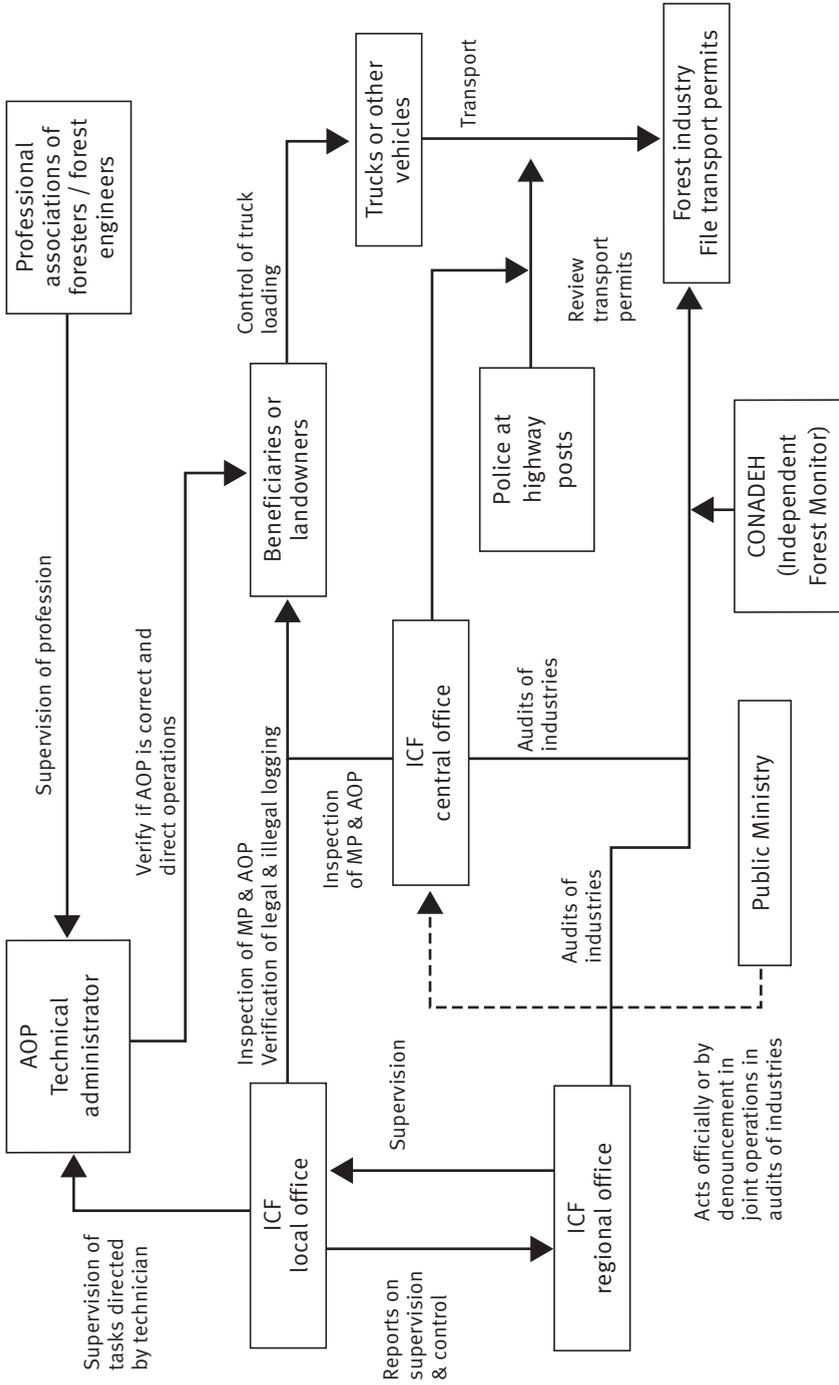 Professional
associations of
foresters / forest
engineers
Supervision of profession
AOP
Technical
administrator
Supervision of
tasks directed
by technician
Verify if AOP is correct and
direct operations
Beneficiaries or
landowners
Control of truck
loading
Trucks or other
vehicles
Transport
Inspection of MP & AOP
Verification of legal & illegal logging
ICF
local office
Inspection
of MP & AOP
ICF
central office
Police at
highway
posts
Review
transport
permits
Reports on
supervision
& control
Supervision
ICF
regional office
Audits of
industries
Audits of
industries
Forest industry
File transport permits
Acts officially or by
denouncement in
joint operations in
audits of industries
Public Ministry
CONADEH
(Independent
Forest Monitor)